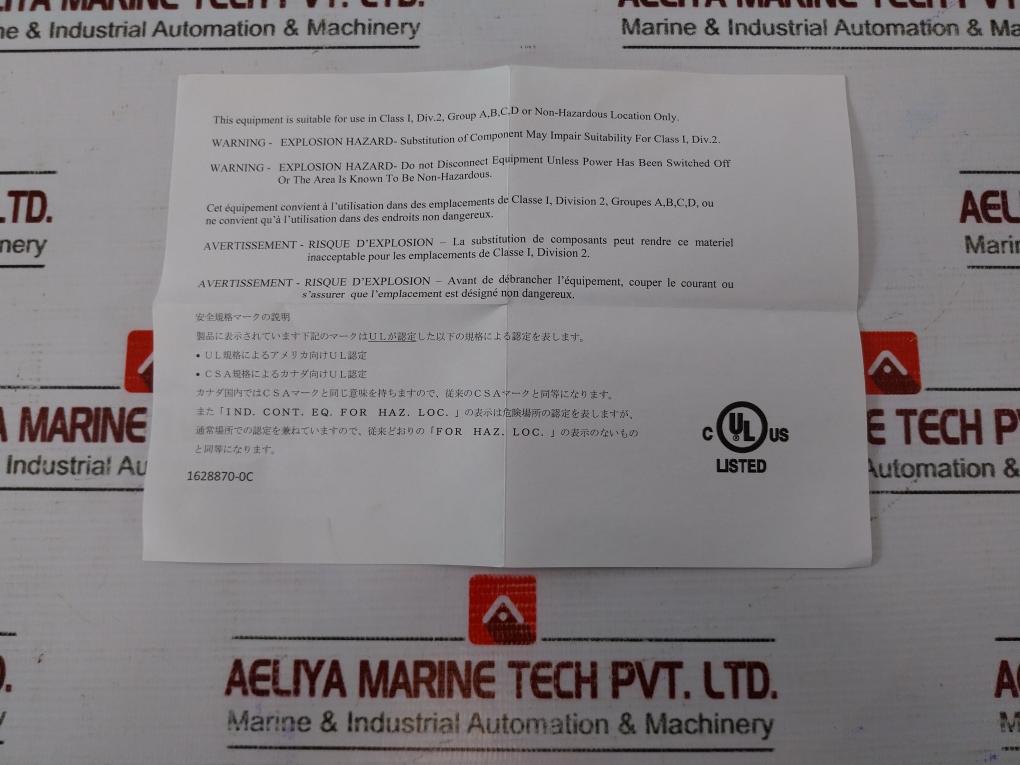 AELIYA MARINE TECH PVT. LTD.
Marine & Industrial Automation & Machinery
This equipment is suitable for use in Class I, Div.2, Group A,B,C,D or Non-Hazardous Location Only.
WARNING - EXPLOSION HAZARD- Substitution of Component May Impair Suitability For Class I, Div.2.
WARNING - EXPLOSION HAZARD- Do not Disconnect Equipment Unless Power Has Been Switched Off
Or The Area Is Known To Be Non-Hazardous.
Cet équipement convient à l'utilisation dans des emplacements de Classe I, Division 2, Groupes A,B,C,D, ou
ne convient qu'à l'utilisation dans des endroits non dangereux.
AVERTISSEMENT - RISQUE D'EXPLOSION – La substitution de composants peut rendre ce materiel
inacceptable pour les emplacements de Classe I, Division 2.
AVERTISSEMENT - RISQUE D'EXPLOSION – Avant de débrancher l'équipement, couper le courant ou
s'assurer que l'emplacement est désigné non dangereux.
安全規格マークの説明
製品に表示されています下記のマークはULが認定した以下の規格による認定を表します。
• UL規格によるアメリカ向けUL認定
• CSA規格によるカナダ向けUL認定
カナダ国内ではCSAマークと同じ意味を持ちますので、従来のCSAマークと同等になります。
また「IND. CONT. EQ. FOR HAZ. LOC.」の表示は危険場所の認定を表しますが、
通常場所での認定を兼ねていますので、従来どおりの「FOR HAZ. LOC.」の表示のないもの
と同等になります。
1628870-0C
C UL US
LISTED
LTD.
nery
AEL
Marin
A MARINE
Industrial Au
E TECH P
Automation &
AELIYA MARINE TECH PVT. LTD.
Marine & Industrial Automation & Machinery